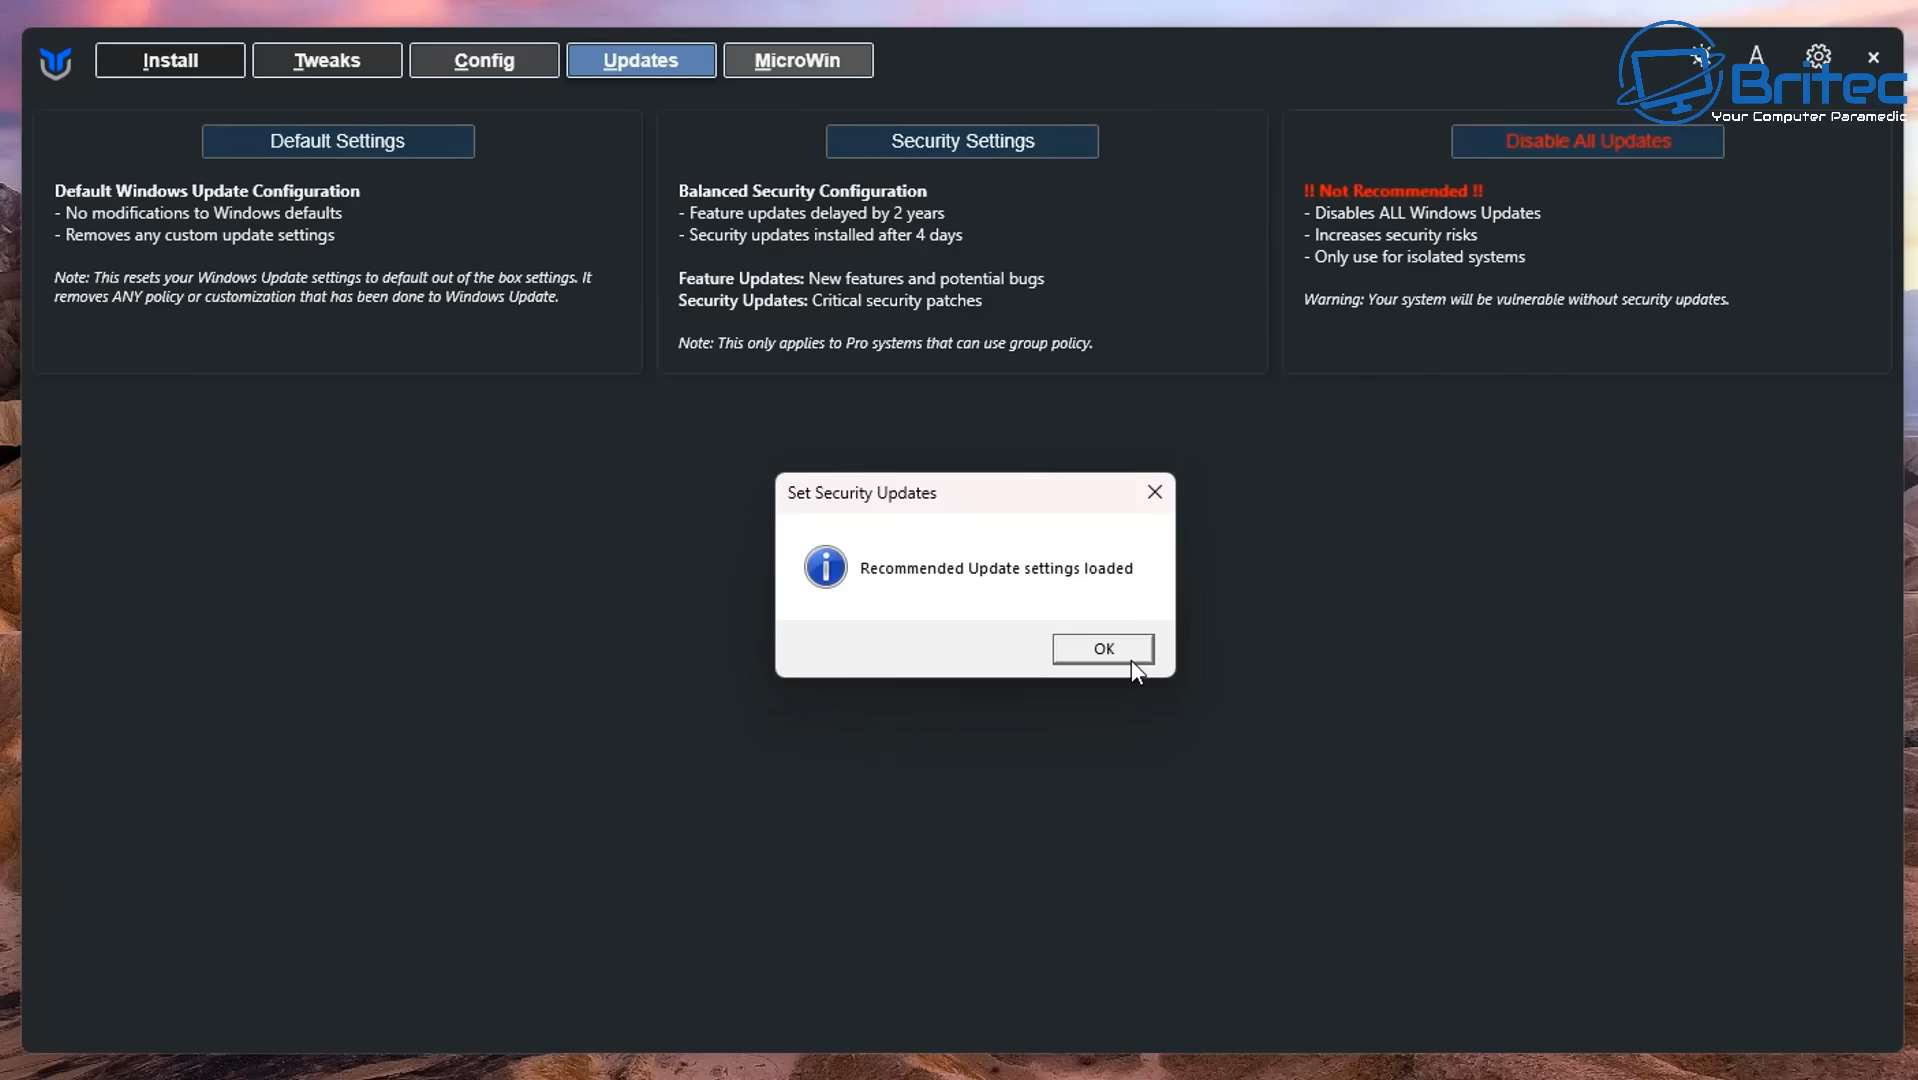 Install
Tweaks
Config
Updates
MicroWin
A
Britec
Your Computer Paramedic
Default Settings
Default Windows Update Configuration
- No modifications to Windows defaults
- Removes any custom update settings
Note: This resets your Windows Update settings to default out of the box settings. It
removes ANY policy or customization that has been done to Windows Update.
Security Settings
Balanced Security Configuration
- Feature updates delayed by 2 years
- Security updates installed after 4 days
Feature Updates: New features and potential bugs
Security Updates: Critical security patches
Note: This only applies to Pro systems that can use group policy.
Disable All Updates
!! Not Recommended !!
- Disables ALL Windows Updates
- Increases security risks
- Only use for isolated systems
Warning: Your system will be vulnerable without security updates.
Set Security Updates
Recommended Update settings loaded
OK